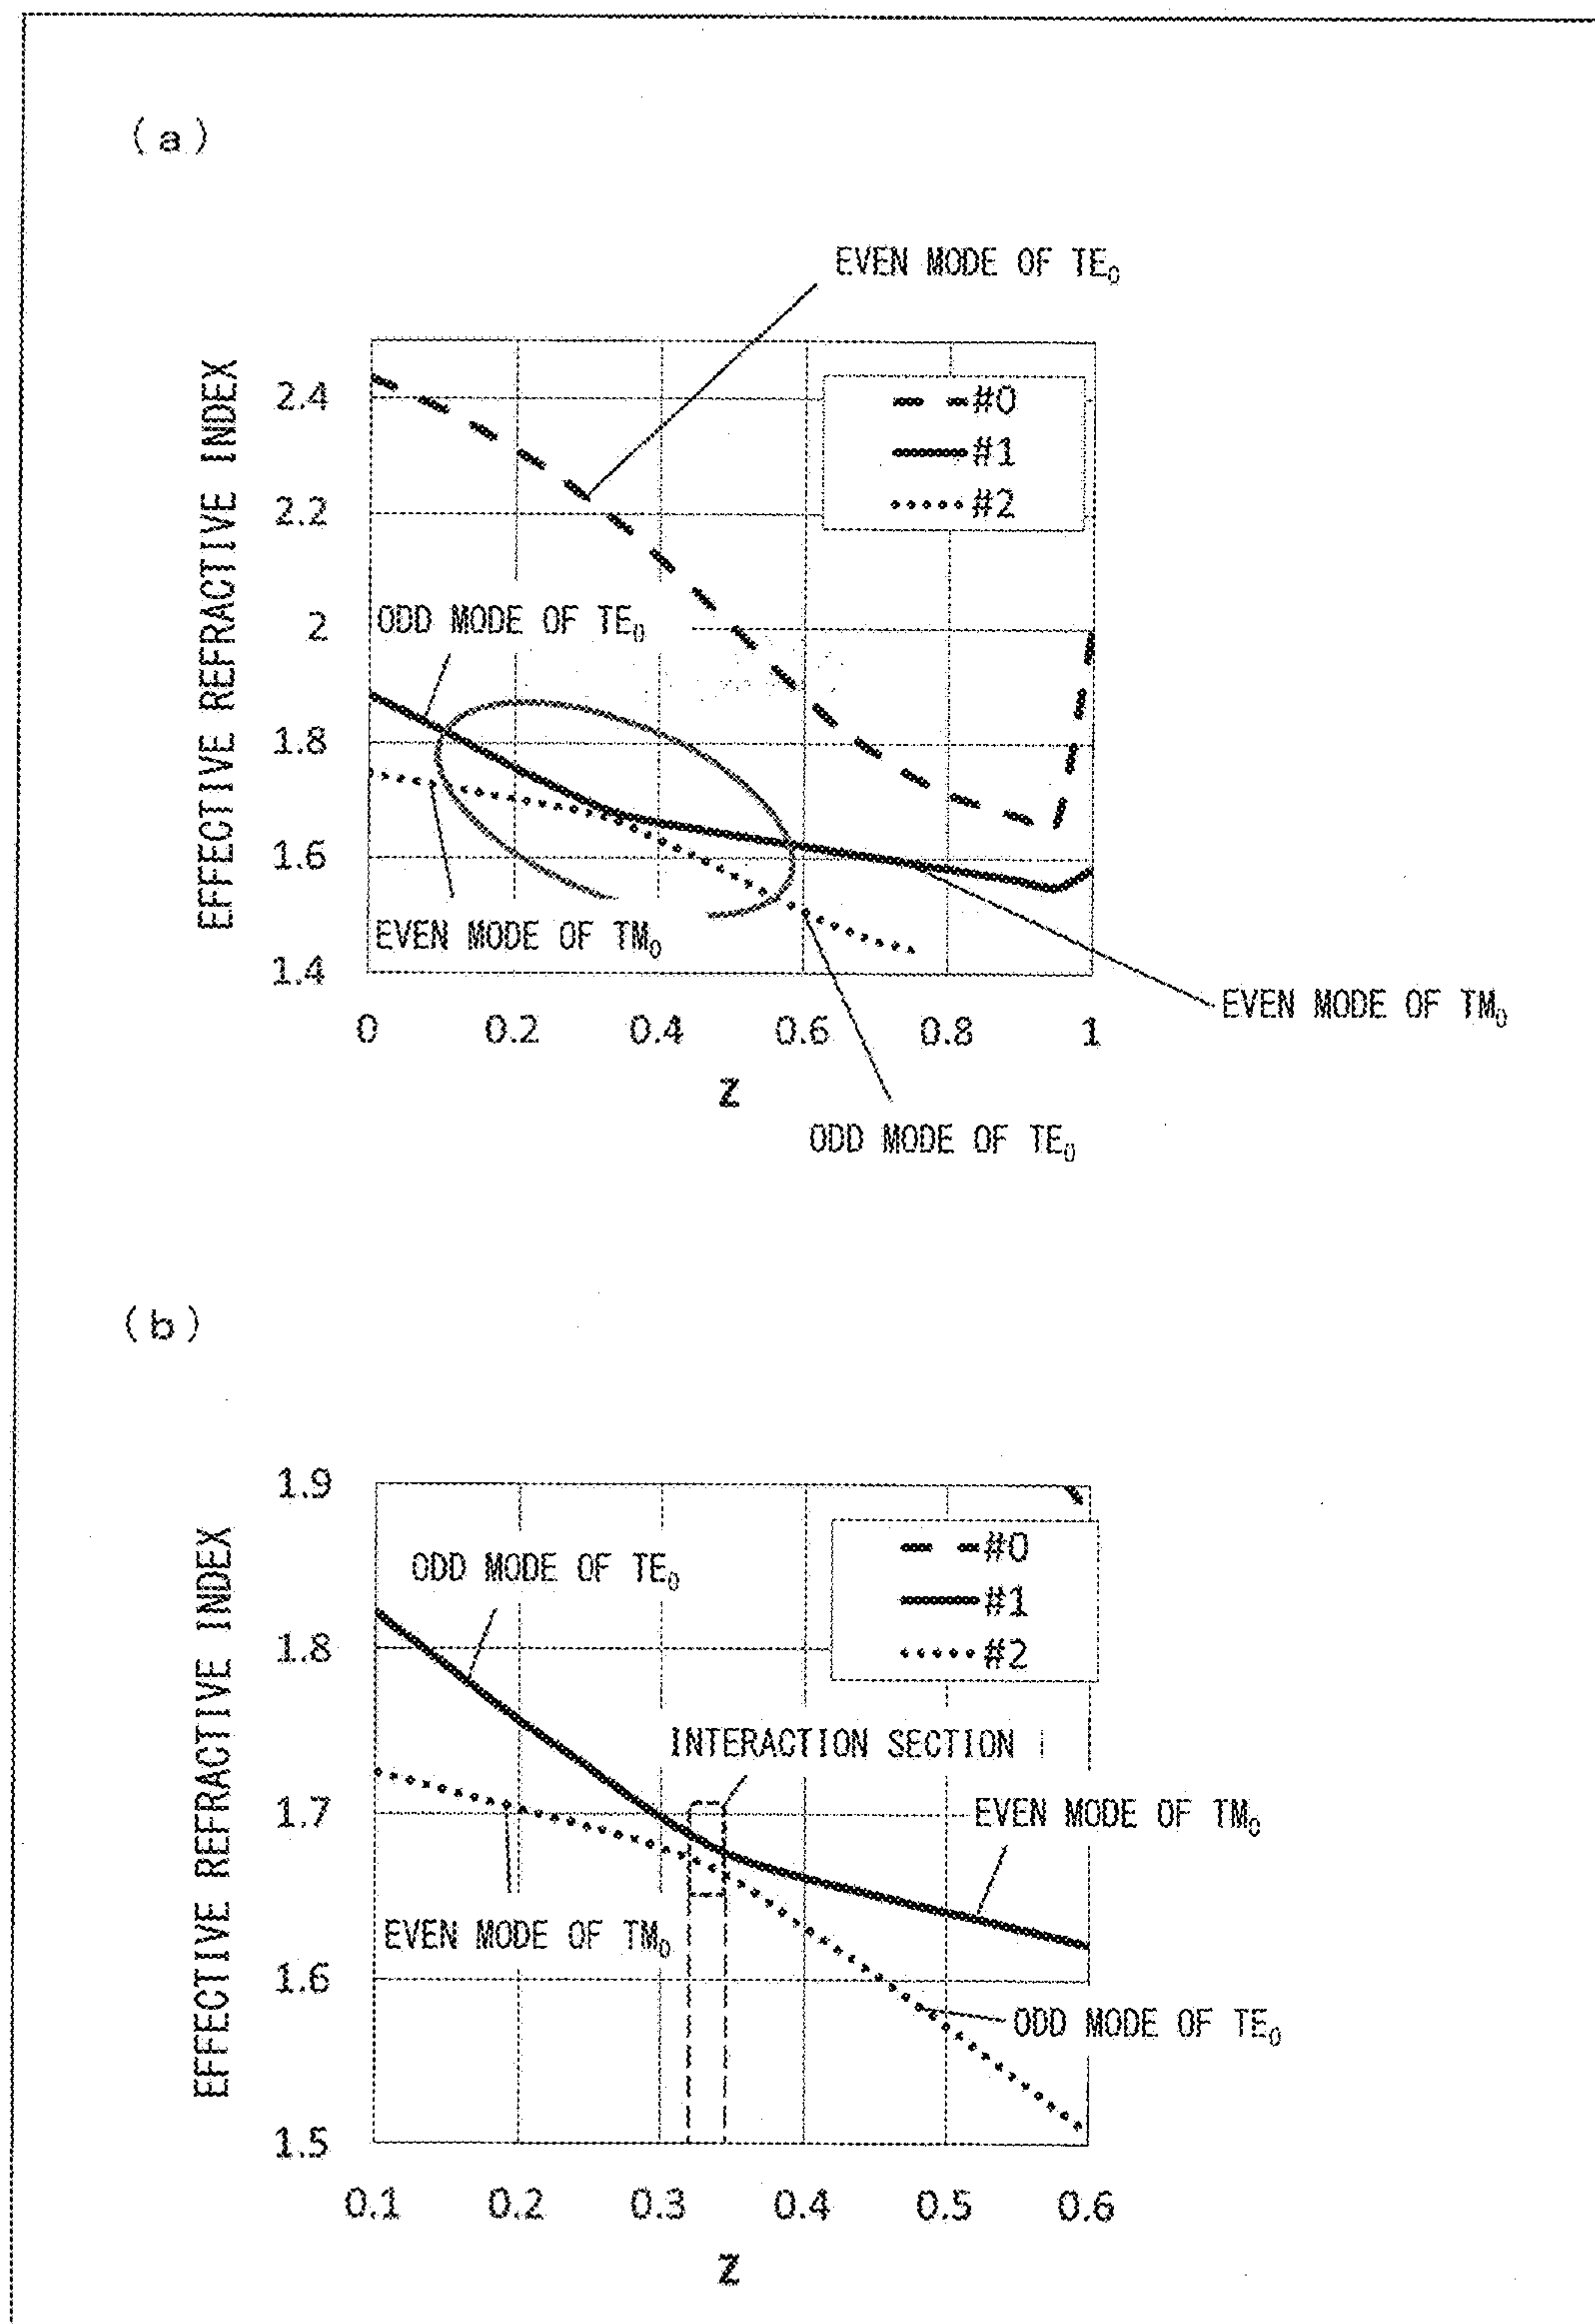 (a)
EVEN MODE OF TE0
EFFECTIVE REFRACTIVE INDEX
2.4
2.2
2
1.8
1.6
1.4
#0
#1
#2
ODD MODE OF TE0
EVEN MODE OF TM0
EVEN MODE OF TM0
0 0.2 0.4 0.6 0.8 1
Z
ODD MODE OF TE0
(b)
EFFECTIVE REFRACTIVE INDEX
1.9
1.8
1.7
1.6
1.5
#0
#1
#2
ODD MODE OF TE0
INTERACTION SECTION
EVEN MODE OF TM0
EVEN MODE OF TM0
ODD MODE OF TE0
0.1 0.2 0.3 0.4 0.5 0.6
Z